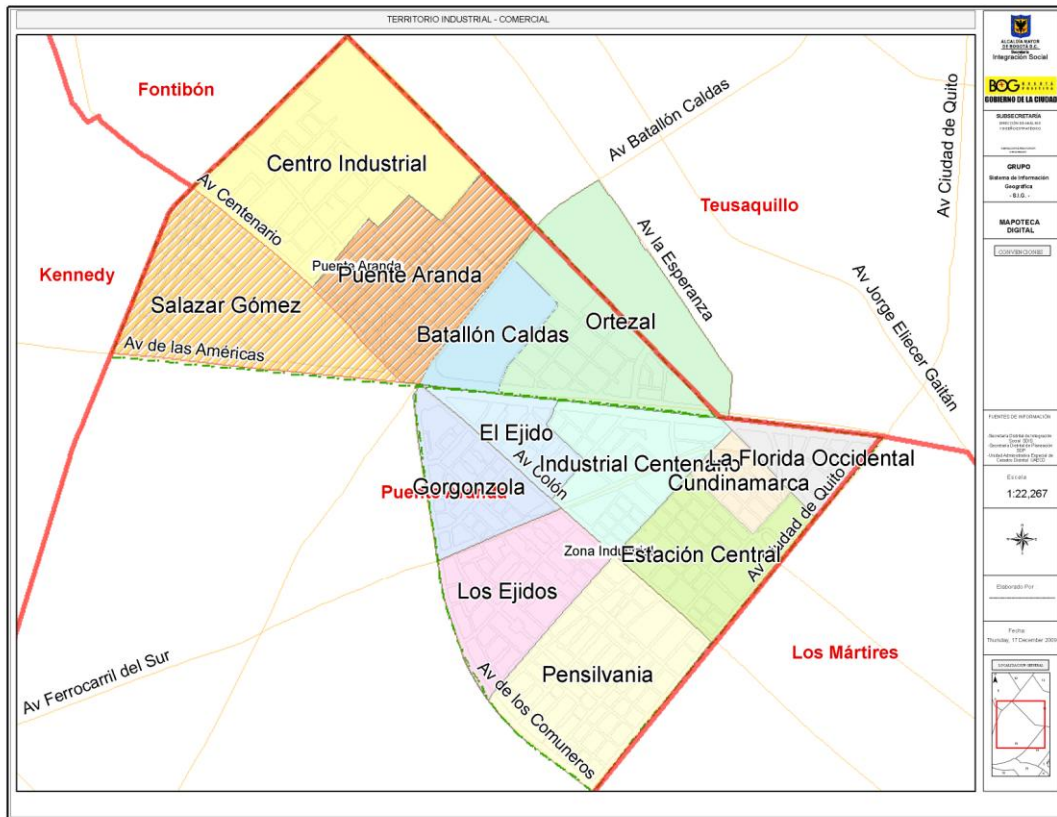 TERRITORIO INDUSTRIAL - COMERCIAL
Fontibón
Av Batallón Caldas
Av Ciudad de Quito
Centro Industrial
Av Centenario
Teusaquillo
Av la Esperanza
Kennedy
Puente Aranda
Puente Aranda
Salazar Gómez
Av Jorge Eliecer Gaitán
Ortezal
Batallón Caldas
Av de las Américas
El Ejido
Av Colón
Industrial Centenario
La Florida Occidental
Cundinamarca
Puente Aranda
Gorgonzola
Av Ciudad de Quito
Zona Industrial
Estación Central
Los Ejidos
Av Ferrocarril del Sur
Pensilvania
Av de los Comuneros
Los Mártires
ALCALDÍA MAYOR
DE BOGOTÁ D.C.
Secretaría
Integración Social
BOG BOGOTÁ
POSITIVA
GOBIERNO DE LA CIUDAD
SUBSECRETARÍA
GRUPO
Sistema de Información
Geográfica
- S.I.G. -
MAPOTECA
DIGITAL
CONVENCIONES
FUENTES DE INFORMACIÓN
Escala
1:22,267
Elaborado Por
Fecha:
Thursday, 17 December 2009
LOCALIZACIÓN GENERAL